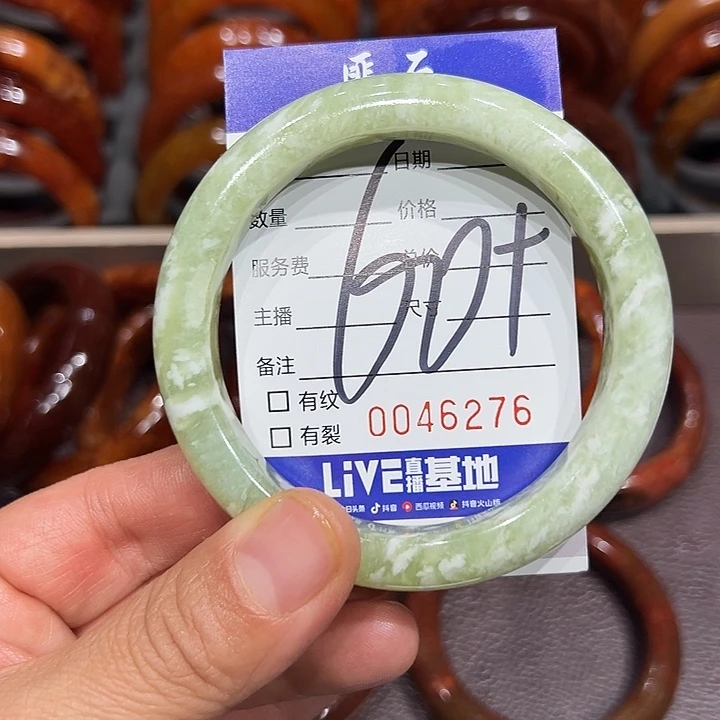 日期
数量 价格
服务费 总价
主播 尺寸
60+
备注
□ 有纹
□ 有裂
0046276
LiVE直播基地
抖音 西瓜视频 抖音火山版